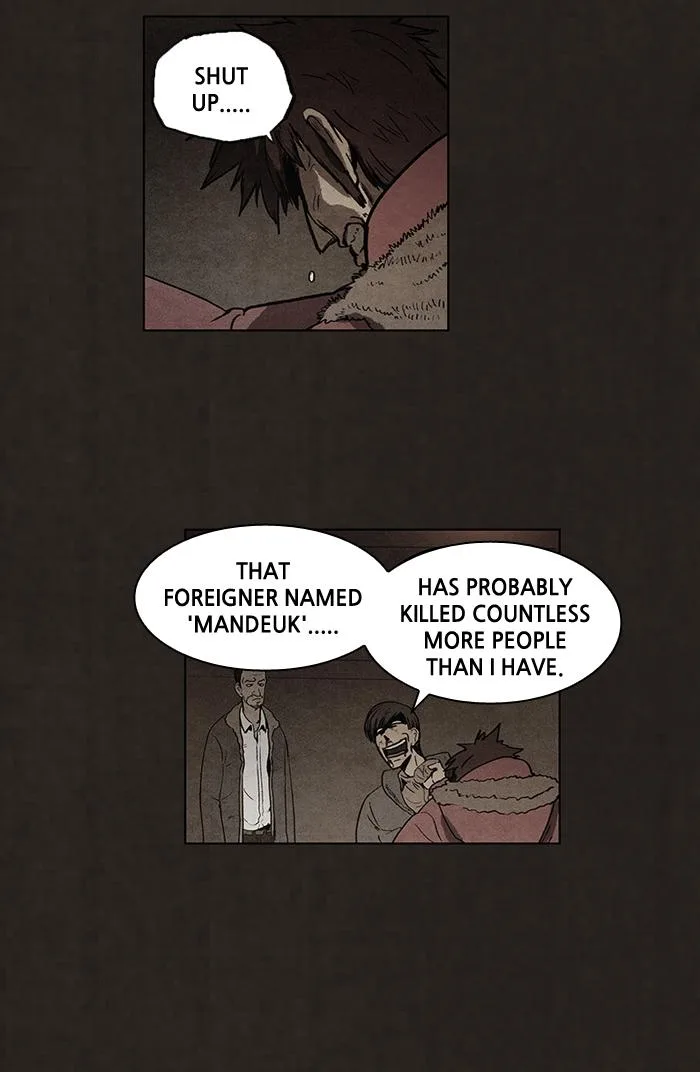 SHUT
UP.....
THAT
FOREIGNER NAMED
'MANDEUK'.....
HAS PROBABLY
KILLED COUNTLESS
MORE PEOPLE
THAN I HAVE.